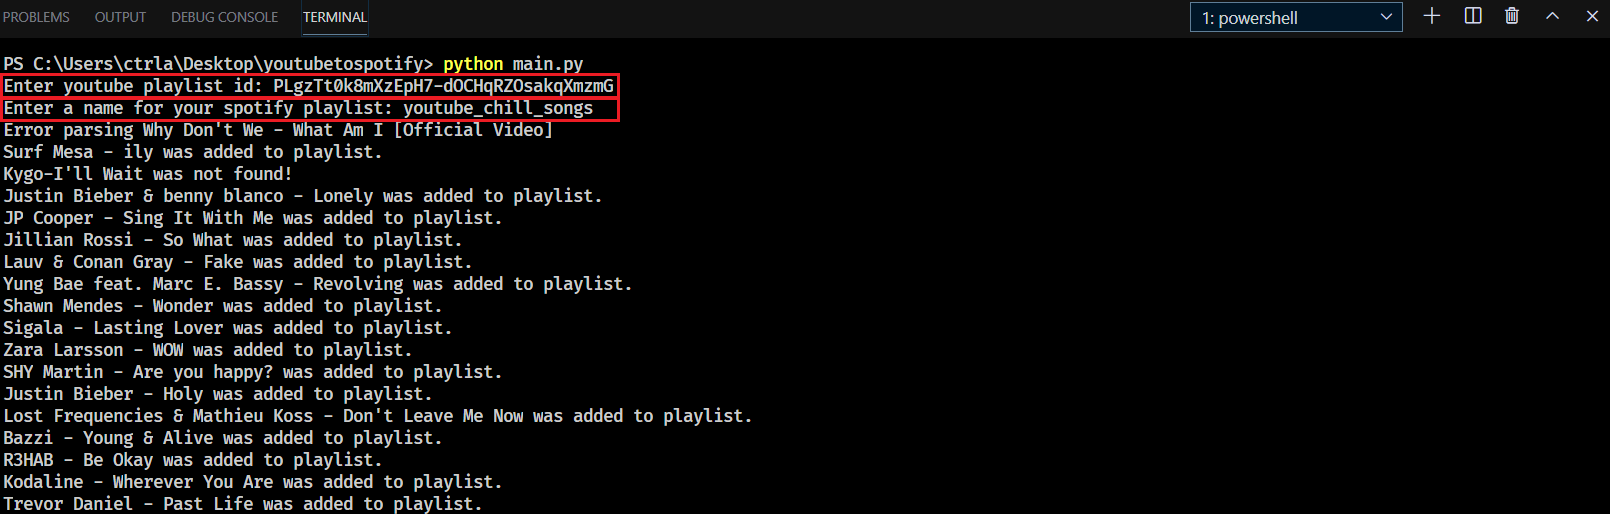 PROBLEMS OUTPUT DEBUG CONSOLE TERMINAL 1: powershell
PS C:\Users\ctrla\Desktop\youtubetospotify> python main.py
Enter youtube playlist id: PLgzTt0k8mXzEpH7-dOCHqRZOsakqXmzmG
Enter a name for your spotify playlist: youtube_chill_songs
Error parsing Why Don't We - What Am I [Official Video]
Surf Mesa - ily was added to playlist.
Kygo-I'll Wait was not found!
Justin Bieber & benny blanco - Lonely was added to playlist.
JP Cooper - Sing It With Me was added to playlist.
Jillian Rossi - So What was added to playlist.
Lauv & Conan Gray - Fake was added to playlist.
Yung Bae feat. Marc E. Bassy - Revolving was added to playlist.
Shawn Mendes - Wonder was added to playlist.
Sigala - Lasting Lover was added to playlist.
Zara Larsson - WOW was added to playlist.
SHY Martin - Are you happy? was added to playlist.
Justin Bieber - Holy was added to playlist.
Lost Frequencies & Mathieu Koss - Don't Leave Me Now was added to playlist.
Bazzi - Young & Alive was added to playlist.
R3HAB - Be Okay was added to playlist.
Kodaline - Wherever You Are was added to playlist.
Trevor Daniel - Past Life was added to playlist.